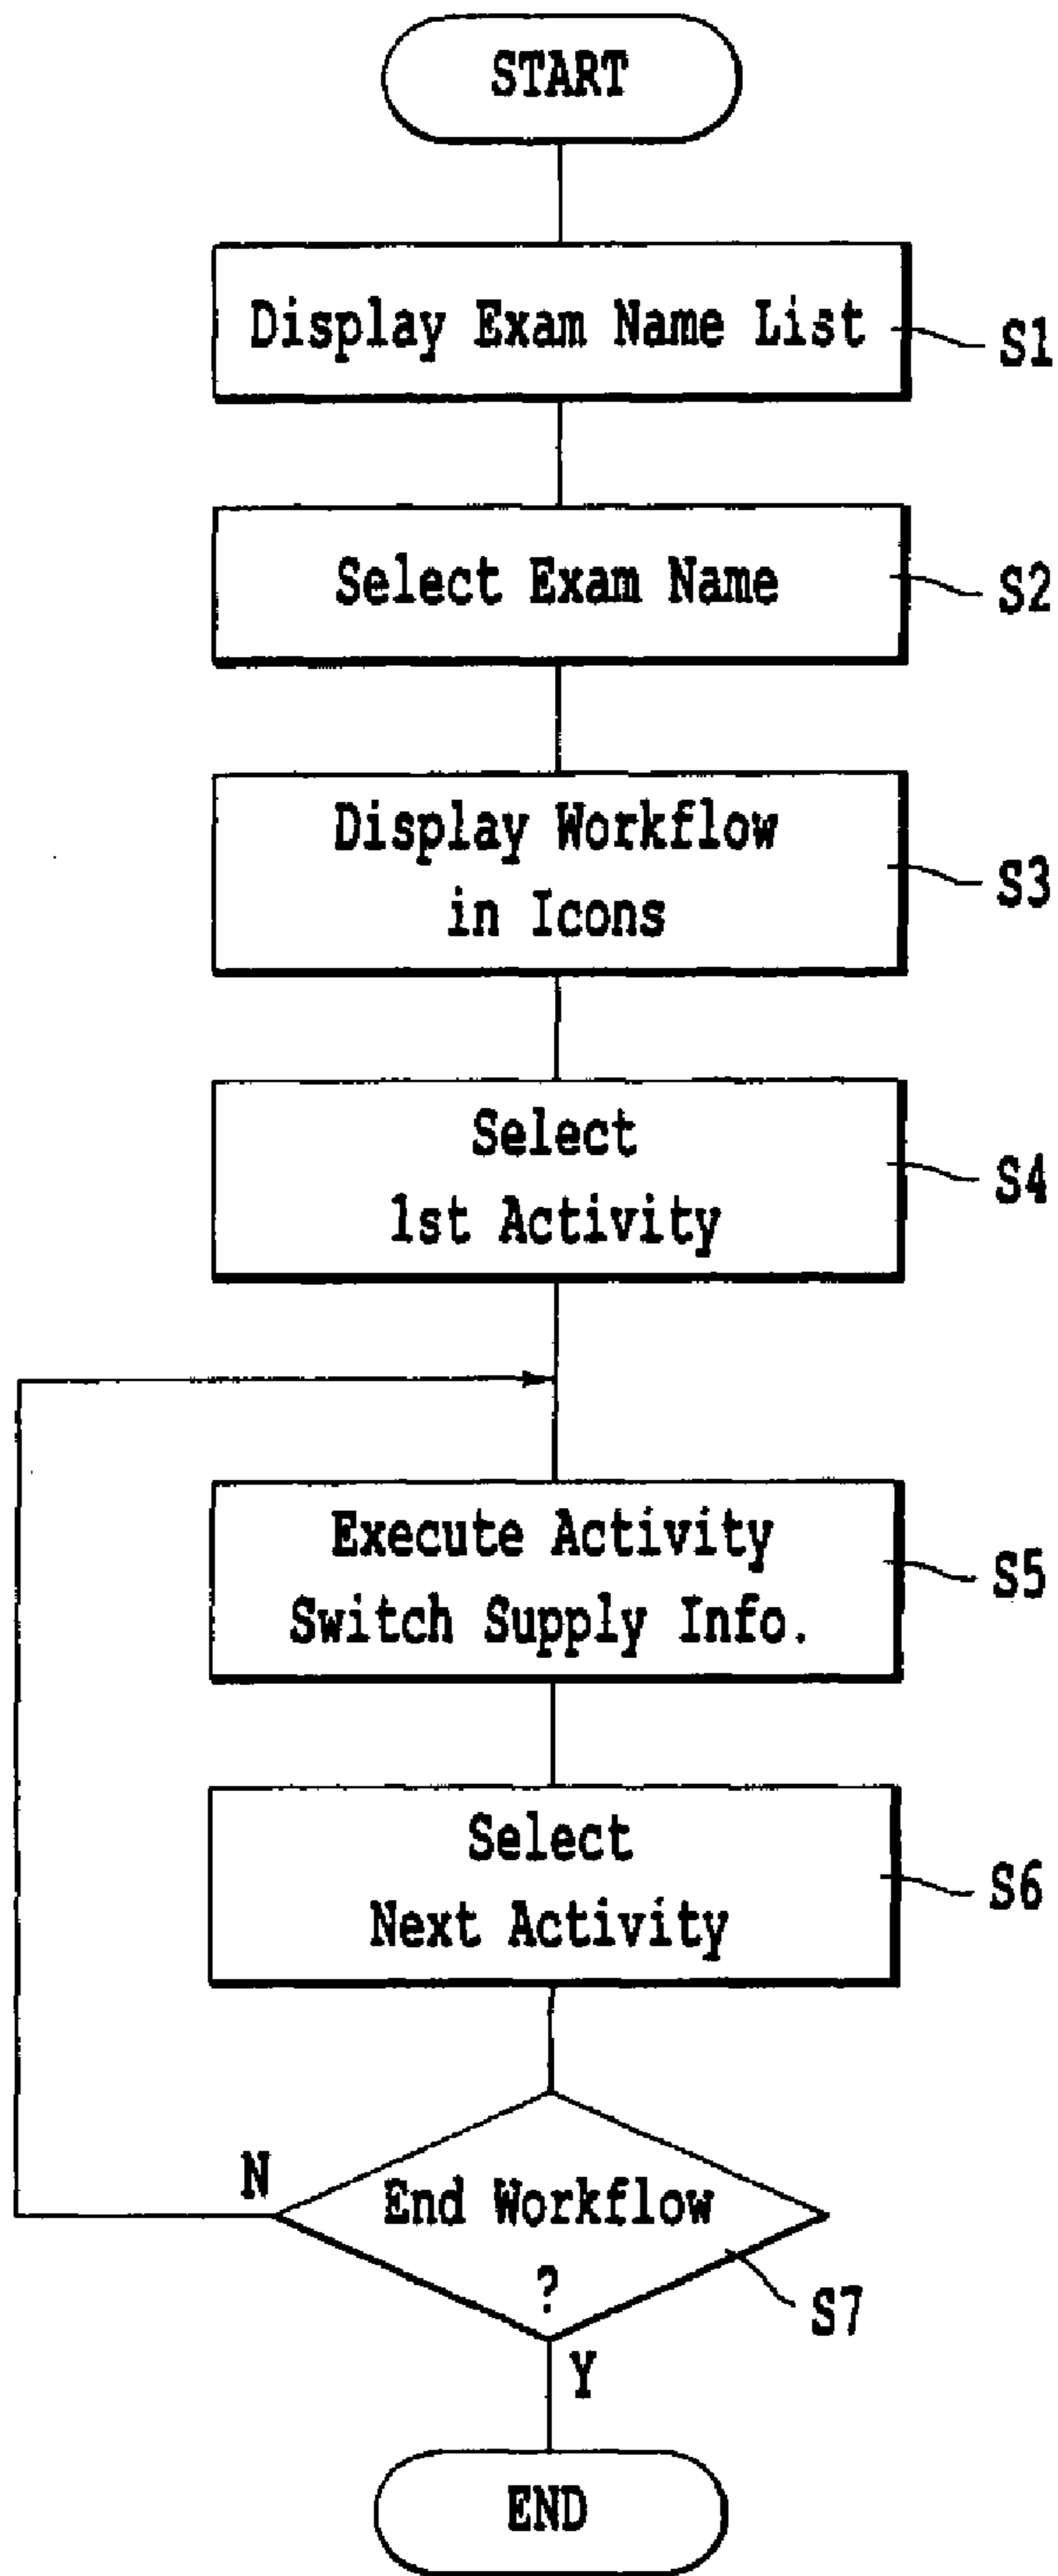 START
Display Exam Name List
S1
Select Exam Name
S2
Display Workflow
in Icons
S3
Select
1st Activity
S4
Execute Activity
Switch Supply Info.
S5
Select
Next Activity
S6
N
End Workflow
?
S7
Y
END